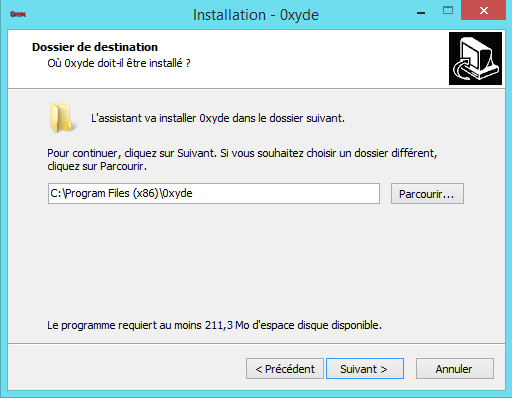 Installation - 0xyde
Dossier de destination
Où 0xyde doit-il être installé ?
L'assistant va installer 0xyde dans le dossier suivant.
Pour continuer, cliquez sur Suivant. Si vous souhaitez choisir un dossier différent,
cliquez sur Parcourir.
C:\Program Files (x86)\0xyde
Parcourir...
Le programme requiert au moins 211,3 Mo d'espace disque disponible.
< Précédent
Suivant >
Annuler